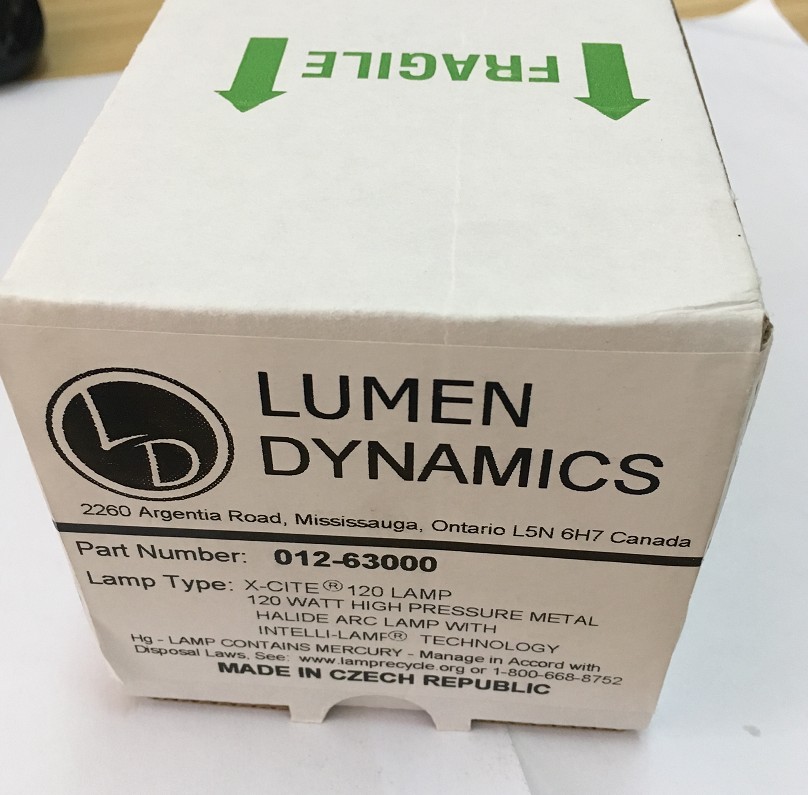 FRAGILE
LD
LUMEN
DYNAMICS
2260 Argentia Road, Mississauga, Ontario L5N 6H7 Canada
Part Number: 012-63000
Lamp Type: X-CITE® 120 LAMP
120 WATT HIGH PRESSURE METAL
HALIDE ARC LAMP WITH
INTELLI-LAMP® TECHNOLOGY
Hg - LAMP CONTAINS MERCURY - Manage in Accord with
Disposal Laws, See: www.lamprecycle.org or 1-800-668-8752
MADE IN CZECH REPUBLIC